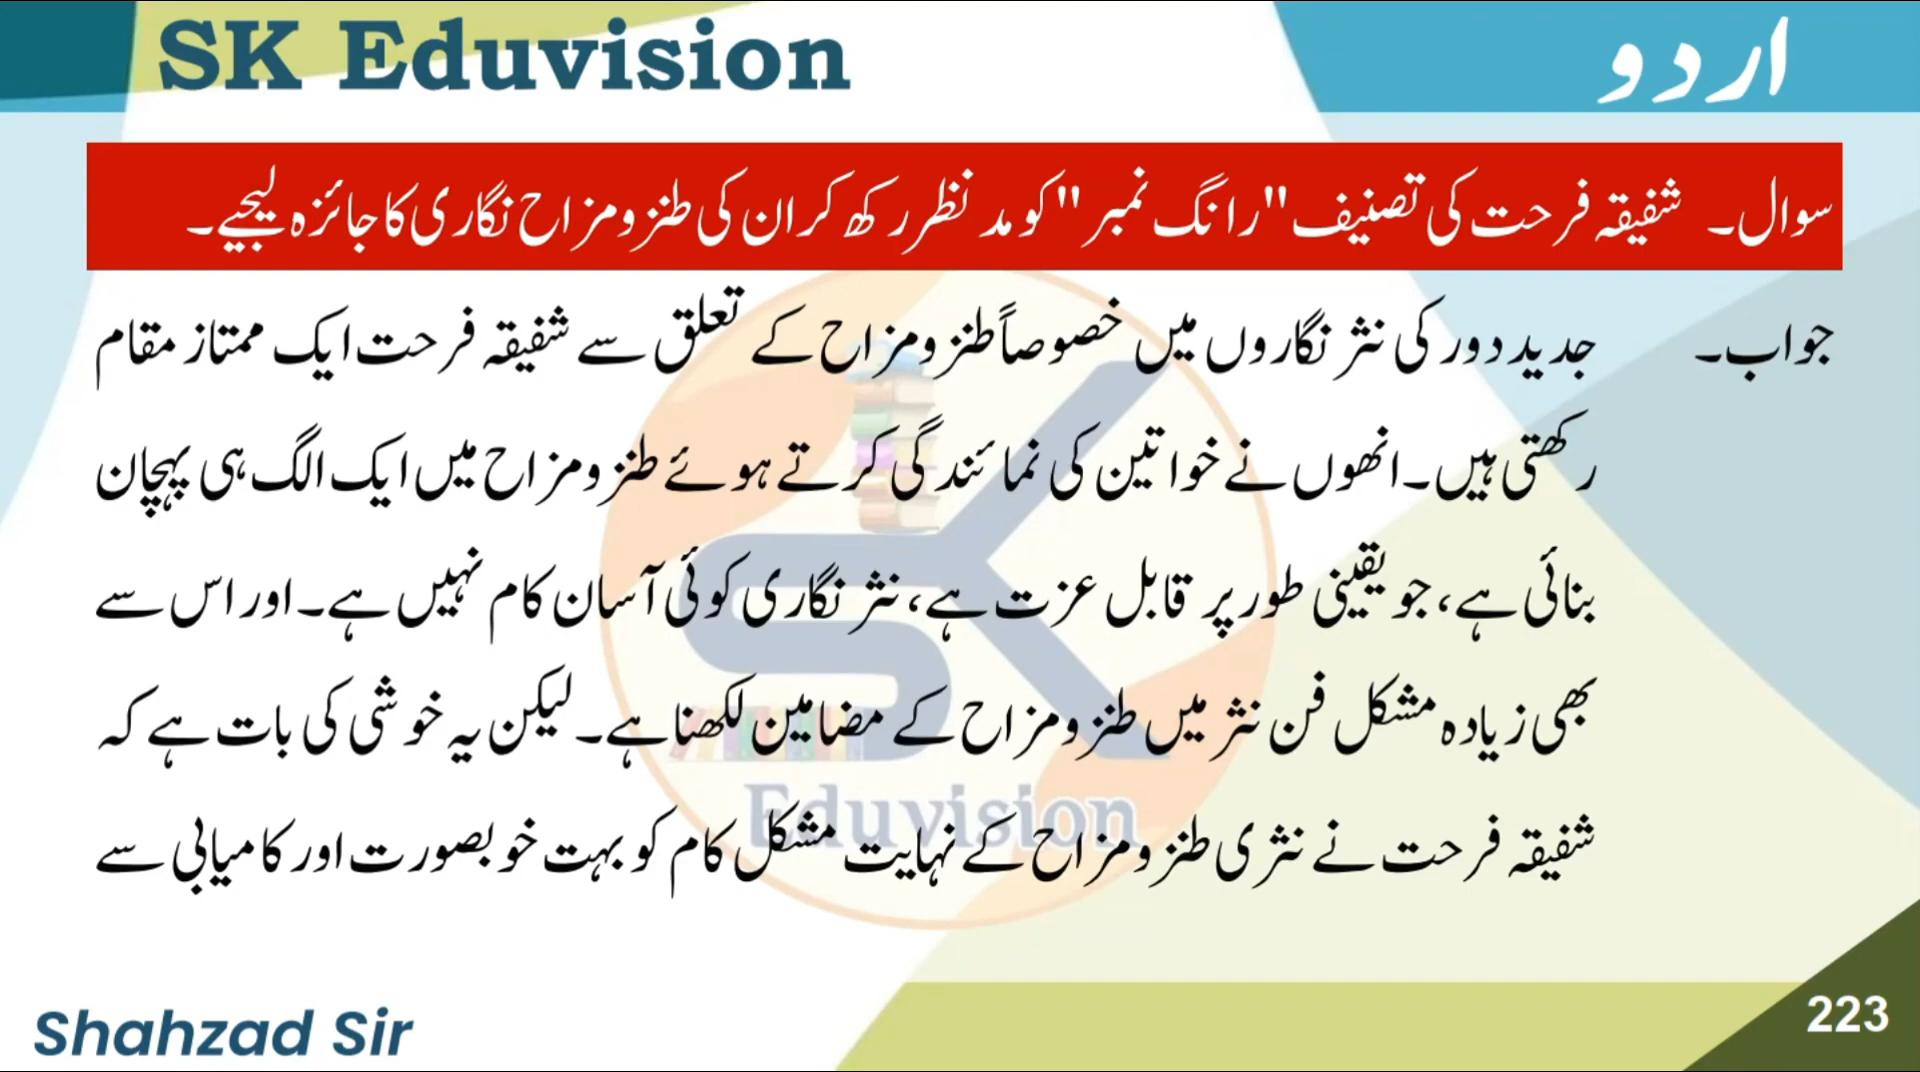 SK Eduvision
اردو
سوال۔ شفیقہ فرحت کی تصنیف "رانگ نمبر" کو مد نظر رکھ کر ان کی طنز و مزاح نگاری کا جائزہ لیجیے۔
جواب۔ جدید دور کی نثر نگاروں میں خصوصاً طنز و مزاح کے تعلق سے شفیقہ فرحت ایک ممتاز مقام
رکھتی ہیں۔ انھوں نے خواتین کی نمائندگی کرتے ہوئے طنز و مزاح میں ایک الگ ہی پہچان
بنائی ہے، جو یقینی طور پر قابل عزت ہے، نثر نگاری کوئی آسان کام نہیں ہے۔ اور اس سے
بھی زیادہ مشکل فن نثر میں طنز و مزاح کے مضامین لکھنا ہے۔ لیکن یہ خوشی کی بات ہے کہ
شفیقہ فرحت نے نثری طنز و مزاح کے نہایت مشکل کام کو بہت خوبصورت اور کامیابی سے
SK
Eduvision
Shahzad Sir
223